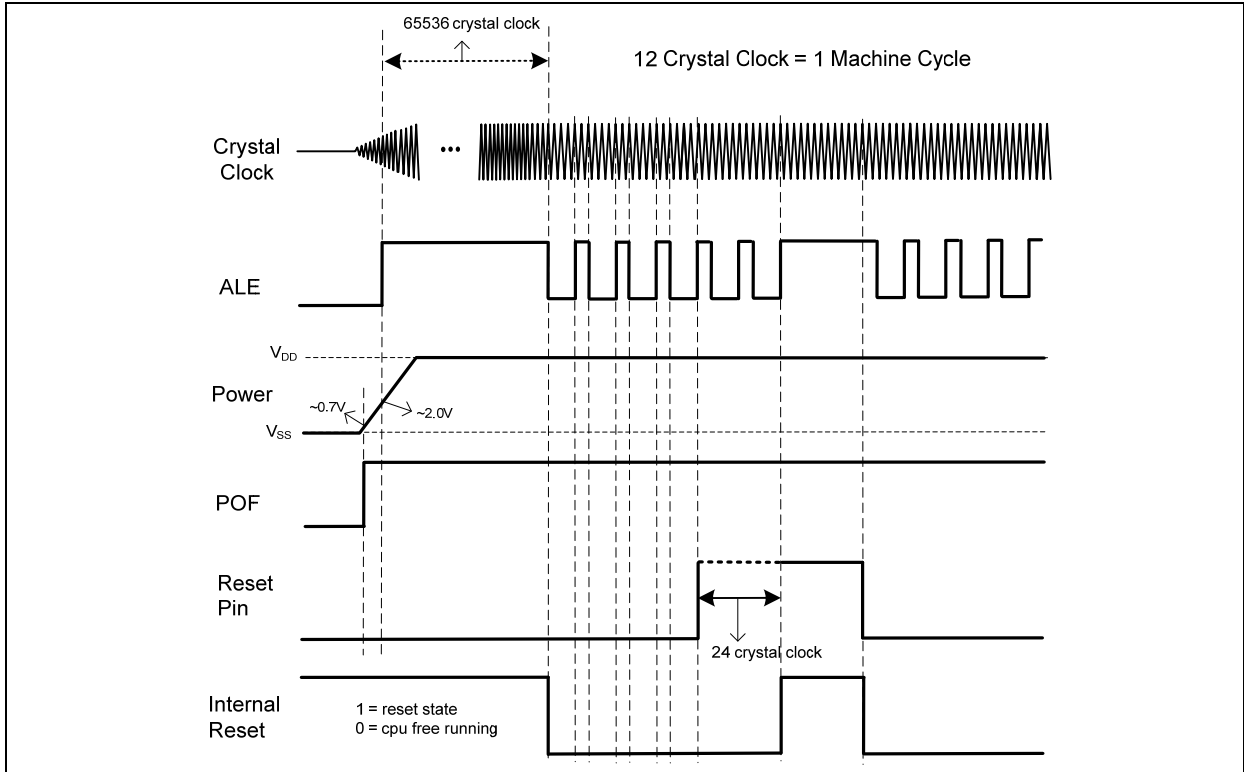 65536 crystal clock
12 Crystal Clock = 1 Machine Cycle
Crystal
Clock
ALE
VDD
Power
~0.7V
~2.0V
VSS
POF
Reset
Pin
24 crystal clock
Internal
Reset
1 = reset state
0 = cpu free running